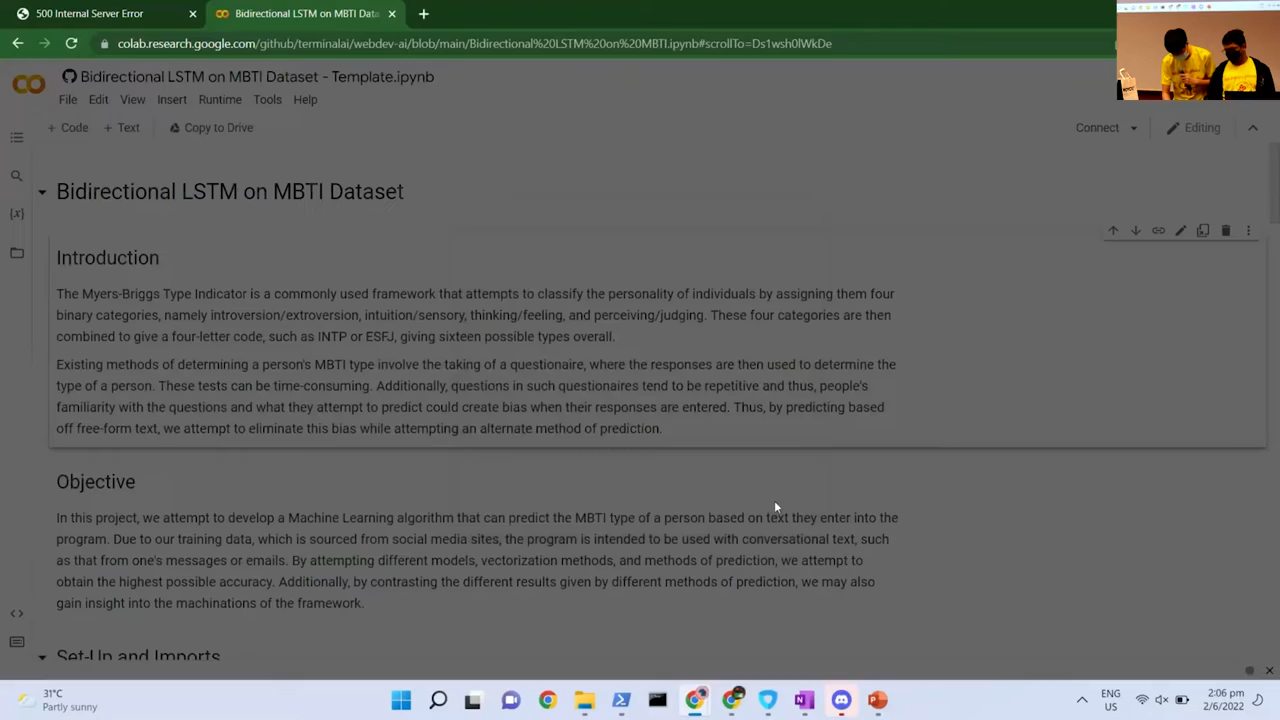 500 Internal Server Error
Bidirectional LSTM on MBTI Data
colab.research.google.com/github/terminalai/webdev-ai/blob/main/Bidirectional%20LSTM%20on%20MBTI.ipynb#scrollTo=Ds1wsh0lWkDe
Bidirectional LSTM on MBTI Dataset - Template.ipynb
File Edit View Insert Runtime Tools Help
+ Code + Text Copy to Drive
Connect Editing
Bidirectional LSTM on MBTI Dataset
Introduction
The Myers-Briggs Type Indicator is a commonly used framework that attempts to classify the personality of individuals by assigning them four
binary categories, namely introversion/extroversion, intuition/sensory, thinking/feeling, and perceiving/judging. These four categories are then
combined to give a four-letter code, such as INTP or ESFJ, giving sixteen possible types overall.
Existing methods of determining a person's MBTI type involve the taking of a questionaire, where the responses are then used to determine the
type of a person. These tests can be time-consuming. Additionally, questions in such questionaires tend to be repetitive and thus, people's
familiarity with the questions and what they attempt to predict could create bias when their responses are entered. Thus, by predicting based
off free-form text, we attempt to eliminate this bias while attempting an alternate method of prediction.
Objective
In this project, we attempt to develop a Machine Learning algorithm that can predict the MBTI type of a person based on text they enter into the
program. Due to our training data, which is sourced from social media sites, the program is intended to be used with conversational text, such
as that from one's messages or emails. By attempting different models, vectorization methods, and methods of prediction, we attempt to
obtain the highest possible accuracy. Additionally, by contrasting the different results given by different methods of prediction, we may also
gain insight into the machinations of the framework.
Set-Up and Imports
31°C
Partly sunny
ENG
US
2:06 pm
2/6/2022